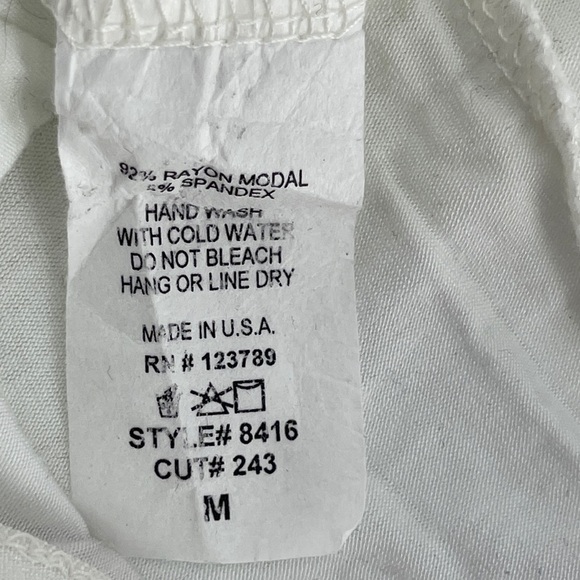 92% RAYON MODAL
% SPANDEX
HAND WASH
WITH COLD WATER
DO NOT BLEACH
HANG OR LINE DRY
MADE IN U.S.A.
RN # 123789
STYLE# 8416
CUT# 243
M